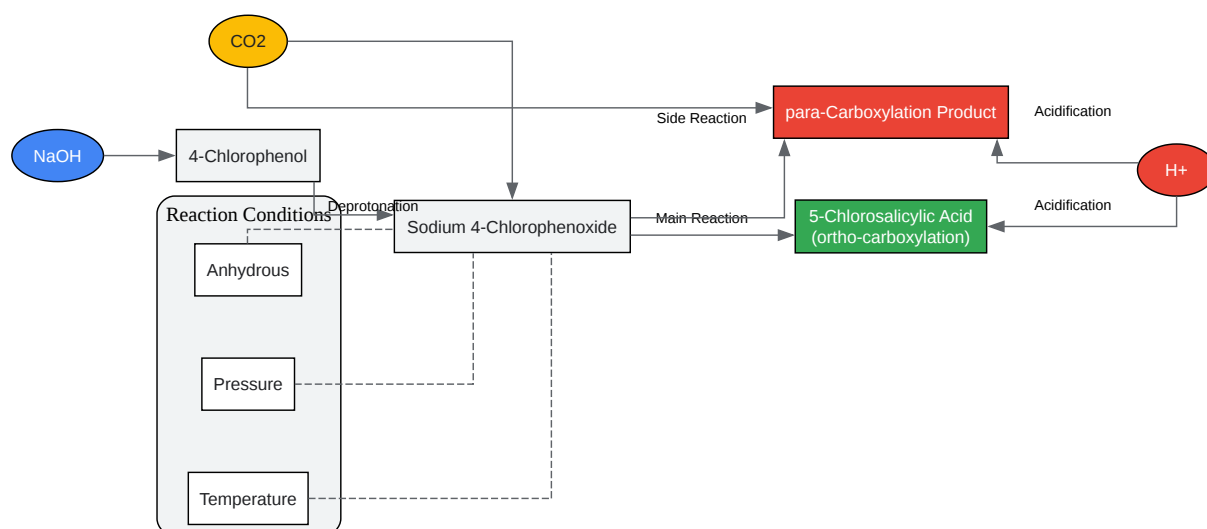 CO2
para-Carboxylation Product
Acidification
Side Reaction
NaOH
4-Chlorophenol
H+
Deprotonation
Reaction Conditions
Sodium 4-Chlorophenoxide
Main Reaction
5-Chlorosalicylic Acid
(ortho-carboxylation)
Acidification
Anhydrous
Pressure
Temperature